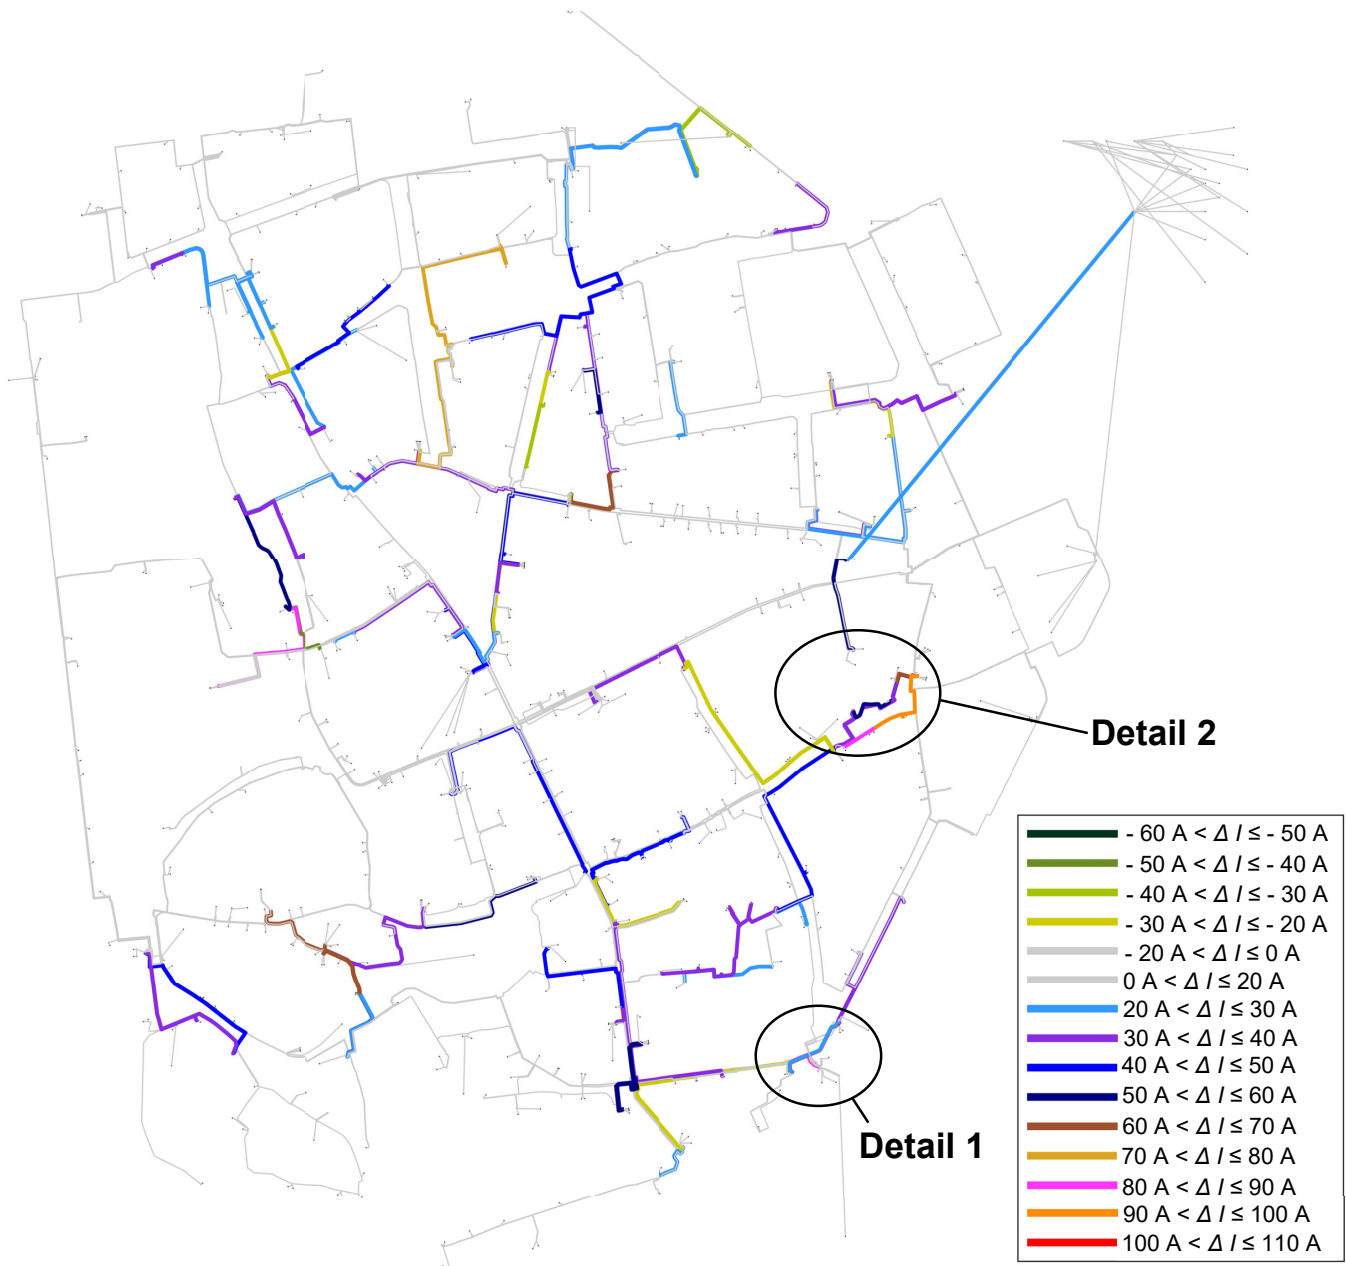 Detail 2
- 60 A < Δ I ≤ - 50 A
- 50 A < Δ I ≤ - 40 A
- 40 A < Δ I ≤ - 30 A
- 30 A < Δ I ≤ - 20 A
- 20 A < Δ I ≤ 0 A
0 A < Δ I ≤ 20 A
20 A < Δ I ≤ 30 A
30 A < Δ I ≤ 40 A
40 A < Δ I ≤ 50 A
50 A < Δ I ≤ 60 A
60 A < Δ I ≤ 70 A
70 A < Δ I ≤ 80 A
80 A < Δ I ≤ 90 A
90 A < Δ I ≤ 100 A
100 A < Δ I ≤ 110 A
Detail 1